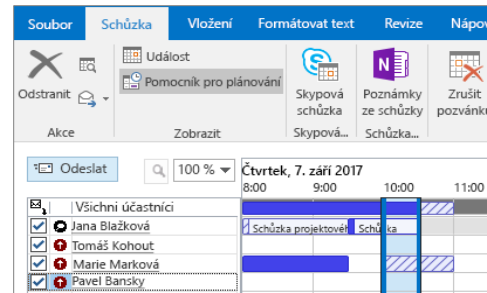 Soubor Schůzka Vložení Formátovat text Revize Nápov
Událost
Pomocník pro plánování
Odstranit
Skypová schůzka
Poznámky ze schůzky
Zrušit pozvánku
Akce Zobrazit Skypová... Schůzka...
Odeslat 100 % Čtvrtek, 7. září 2017
8:00 9:00 10:00 11:00
Všichni účastníci
Jana Blažková Schůzka projektovéh Schůzka
Tomáš Kohout
Marie Marková
Pavel Bansky